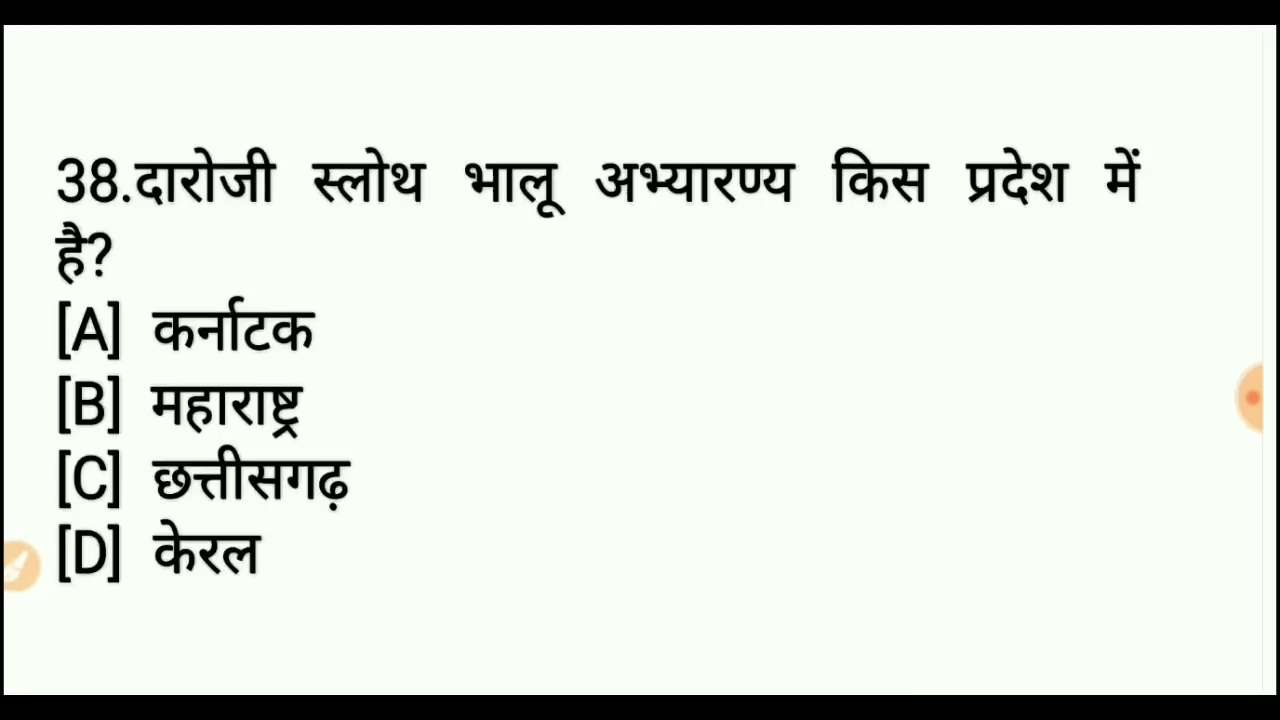 38.दारोजी स्लोथ भालू अभ्यारण्य किस प्रदेश में
है?
[A] कर्नाटक
[B] महाराष्ट्र
[C] छत्तीसगढ़
[D] केरल